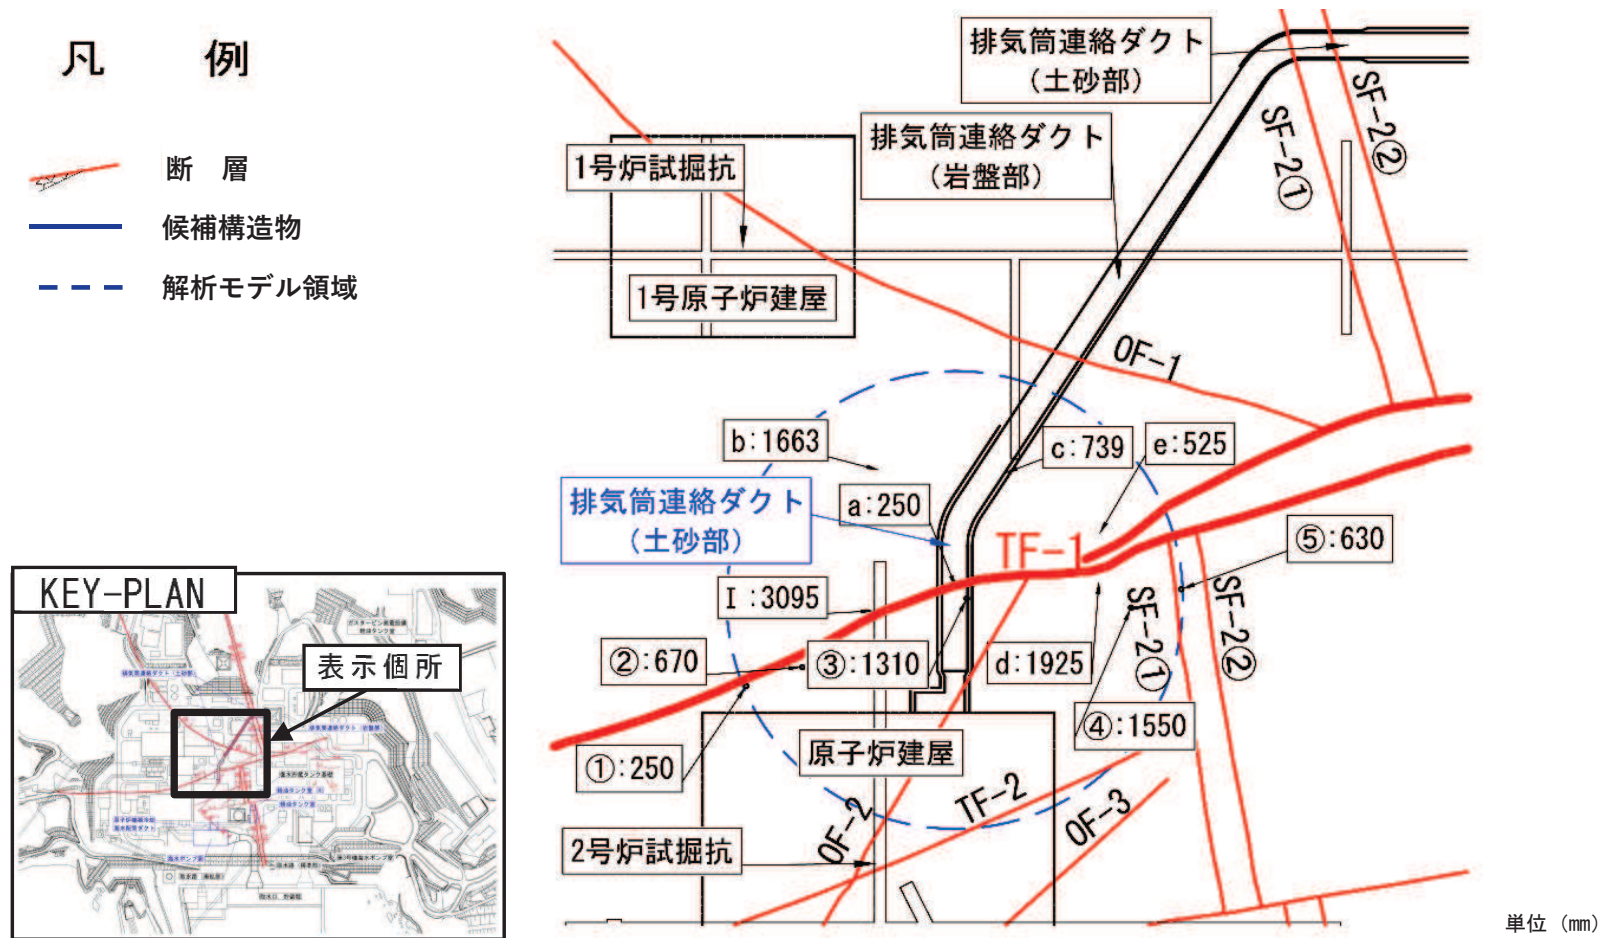 凡 例
断 層
候補構造物
解析モデル領域
排気筒連絡ダクト
(土砂部)
排気筒連絡ダクト
(岩盤部)
SF-2②
SF-2①
1号炉試掘抗
1号原子炉建屋
OF-1
b:1663
c:739
e:525
排気筒連絡ダクト
(土砂部)
a:250
TF-1
⑤:630
I:3095
②:670
③:1310
d:1925
SF-2①
SF-2②
④:1550
①:250
原子炉建屋
TF-2
OF-3
OF-2
2号炉試掘抗
KEY-PLAN
表示個所
単位 (mm)